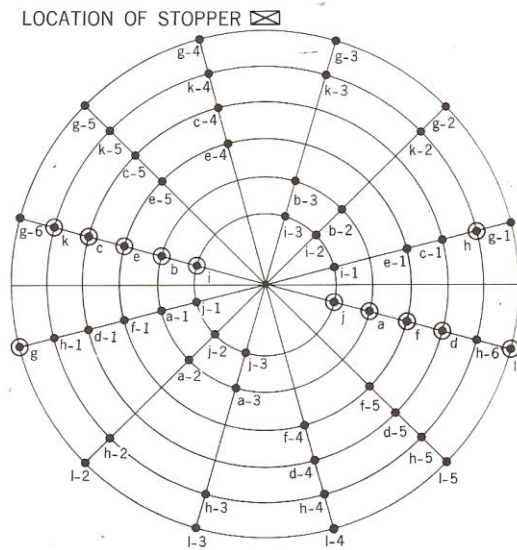 LOCATION OF STOPPER
g-4
g-3
k-4
k-3
g-5
g-2
c-4
k-5
k-2
c-5
e-4
e-5
b-3
b-2
g-6
k
c
e
b
i
i-3
i-2
i-1
e-1
c-1
h
g-1
g
h-1
d-1
f-1
a-1
j-1
j
a
f
d
h-6
l
j-2
j-3
a-2
a-3
f-5
d-5
f-4
h-2
h-5
d-4
l-2
l-5
h-3
h-4
l-3
l-4